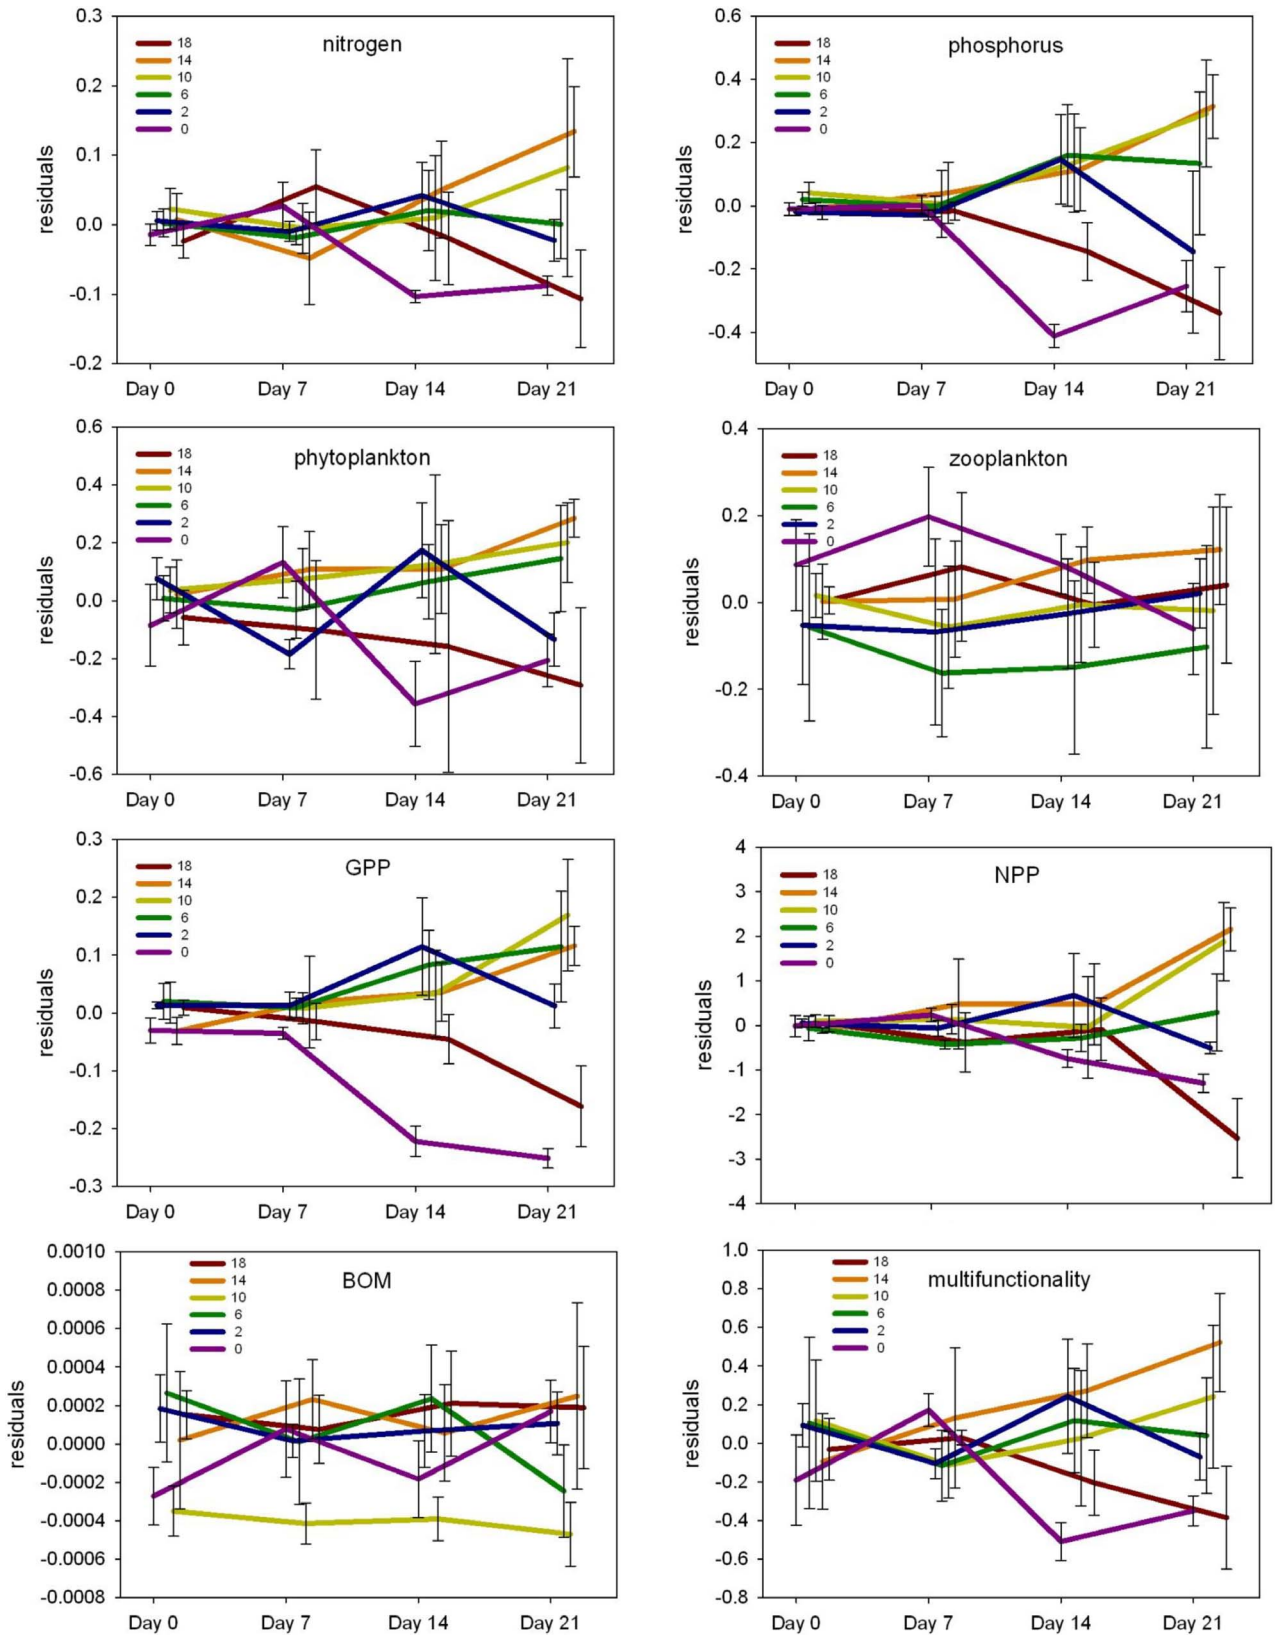 nitrogen
0.3
0.2
0.1
0.0
-0.1
-0.2
residuals
18
14
10
6
2
0
Day 0
Day 7
Day 14
Day 21
phosphorus
0.6
0.4
0.2
0.0
-0.2
-0.4
residuals
18
14
10
6
2
0
Day 0
Day 7
Day 14
Day 21
phytoplankton
0.6
0.4
0.2
0.0
-0.2
-0.4
-0.6
residuals
18
14
10
6
2
0
Day 0
Day 7
Day 14
Day 21
zooplankton
0.4
0.2
0.0
-0.2
-0.4
residuals
18
14
10
6
2
0
Day 0
Day 7
Day 14
Day 21
GPP
0.3
0.2
0.1
0.0
-0.1
-0.2
-0.3
residuals
18
14
10
6
2
0
Day 0
Day 7
Day 14
Day 21
NPP
4
3
2
1
0
-1
-2
-3
-4
residuals
18
14
10
6
2
0
BOM
0.0010
0.0008
0.0006
0.0004
0.0002
0.0000
-0.0002
-0.0004
-0.0006
-0.0008
residuals
18
14
10
6
2
0
Day 0
Day 7
Day 14
Day 21
multifunctionality
1.0
0.8
0.6
0.4
0.2
0.0
-0.2
-0.4
-0.6
-0.8
residuals
18
14
10
6
2
0
Day 0
Day 7
Day 14
Day 21